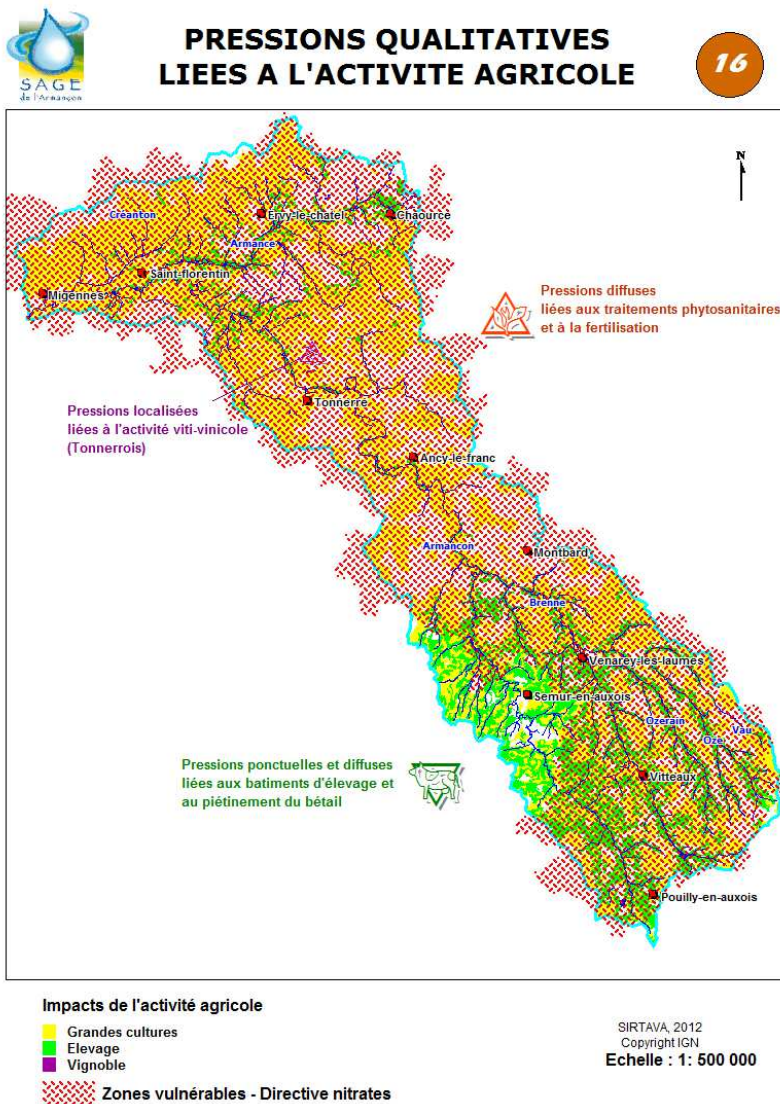 SAGE
de l'Armançon
PRESSIONS QUALITATIVES
LIEES A L'ACTIVITE AGRICOLE
16
N
Créanton
Ervy-le-chatel
Chaource
Armance
Saint-florentin
Migennes
Pressions diffuses
liées aux traitements phytosanitaires
et à la fertilisation
Pressions localisées
liées à l'activité viti-vinicole
(Tonnerrois)
Tonnerre
Ancy-le-franc
Armancon
Montbard
Brenne
Venarey-les-laumes
Semur-en-auxois
Ozerain
Oze
Vau
Pressions ponctuelles et diffuses
liées aux batiments d'élevage et
au piétinement du bétail
Vitteaux
Pouilly-en-auxois
Impacts de l'activité agricole
Grandes cultures
Elevage
Vignoble
Zones vulnérables - Directive nitrates
SIRTAVA, 2012
Copyright IGN
Echelle : 1: 500 000